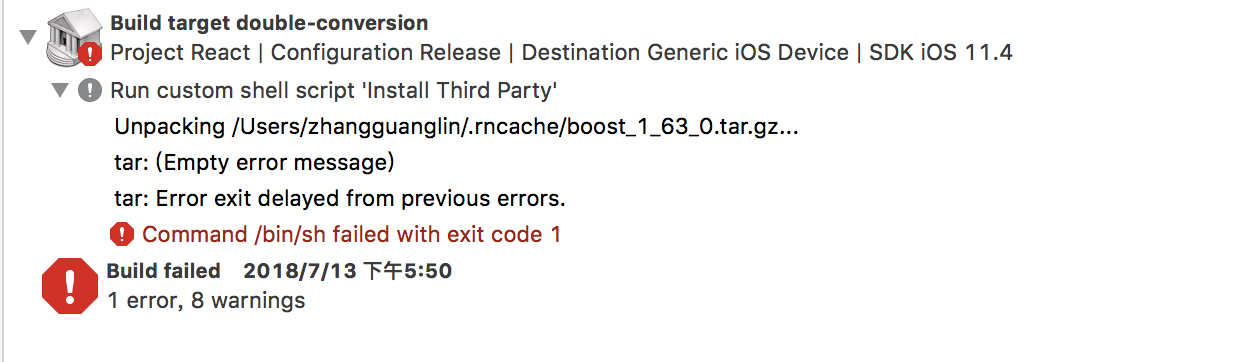 Build target double-conversion
Project React | Configuration Release | Destination Generic iOS Device | SDK iOS 11.4
Run custom shell script 'Install Third Party'
Unpacking /Users/zhangguanglin/.rncache/boost_1_63_0.tar.gz...
tar: (Empty error message)
tar: Error exit delayed from previous errors.
Command /bin/sh failed with exit code 1
Build failed 2018/7/13 下午5:50
1 error, 8 warnings